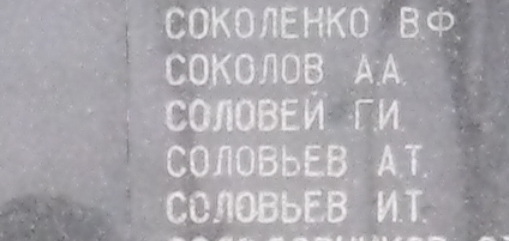 СОКОЛЕНКО В.Ф
СОКОЛОВ А.А.
СОЛОВЕЙ Г.И.
СОЛОВЬЕВ А.Т.
СОЛОВЬЕВ И.Т.